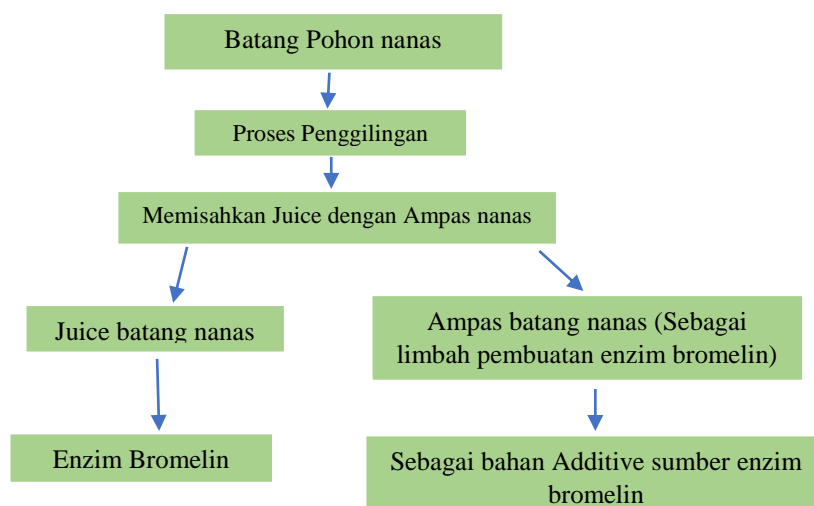 Batang Pohon nanas
Proses Penggilingan
Memisahkan Juice dengan Ampas nanas
Juice batang nanas
Ampas batang nanas (Sebagai
limbah pembuatan enzim bromelin)
Enzim Bromelin
Sebagai bahan Additive sumber enzim
bromelin